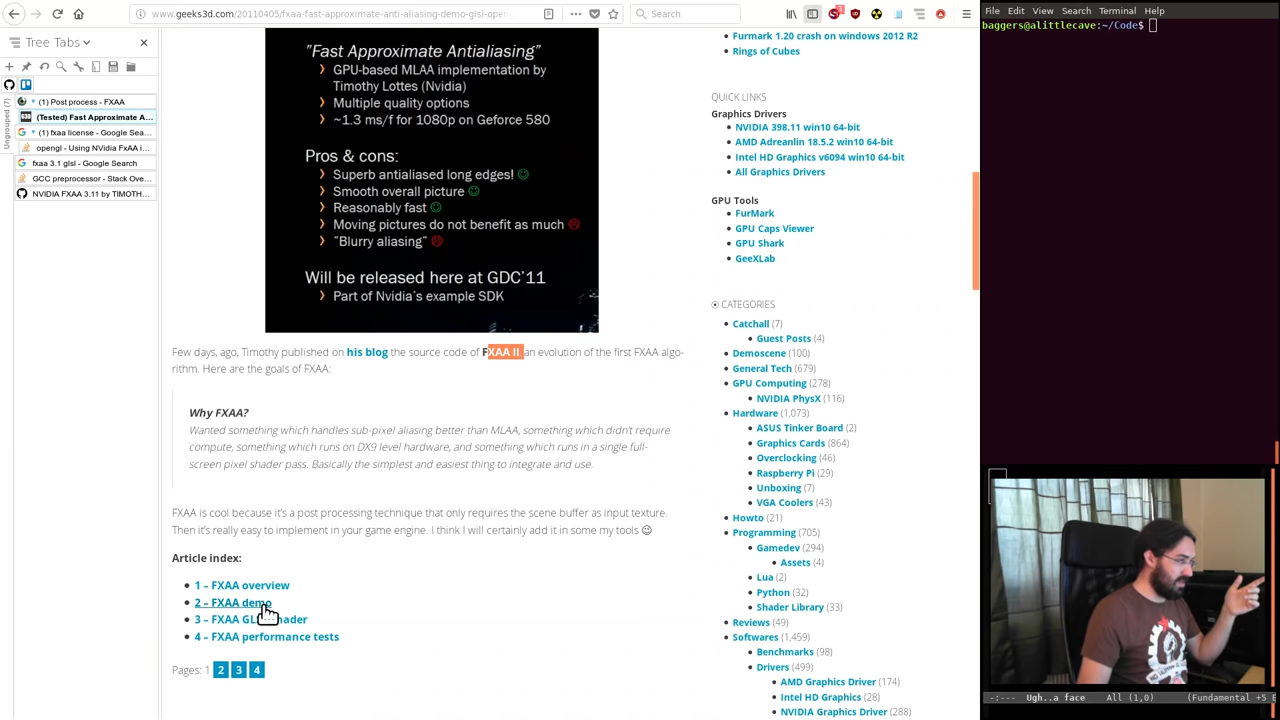 www.geeks3d.com/20110405/fxaa-fast-approximate-anti-aliasing-demo-glsl-open
Search
Tree Tabs
Ungrouped (7)
(1) Post process - FXAA
(Tested) Fast Approximate A...
(1) fxaa license - Google Sea...
opengl - Using NVidia FXAA i...
fxaa 3.1 glsl - Google Search
GCC preprocessor - Stack Ove...
NVIDIA FXAA 3.11 by TIMOTH...
"Fast Approximate Antialiasing"
GPU-based MLAA implementation by
Timothy Lottes (Nvidia)
Multiple quality options
~1.3 ms/f for 1080p on Geforce 580
Pros & cons:
Superb antialiased long edges!
Smooth overall picture
Reasonably fast
Moving pictures do not benefit as much
"Blurry aliasing"
Will be released here at GDC'11
Part of Nvidia's example SDK
Few days, ago, Timothy published on his blog the source code of FXAA II, an evolution of the first FXAA algo-
rithm. Here are the goals of FXAA:
Why FXAA?
Wanted something which handles sub-pixel aliasing better than MLAA, something which didn't require
compute, something which runs on DX9 level hardware, and something which runs in a single full-
screen pixel shader pass. Basically the simplest and easiest thing to integrate and use.
FXAA is cool because it's a post processing technique that only requires the scene buffer as input texture.
Then it's really easy to implement in your game engine. I think I will certainly add it in some my tools
Article index:
1 – FXAA overview
2 – FXAA demo
3 – FXAA GL hader
4 – FXAA performance tests
Pages: 1 2 3 4
Furmark 1.20 crash on windows 2012 R2
Rings of Cubes
QUICK LINKS
Graphics Drivers
NVIDIA 398.11 win10 64-bit
AMD Adreanlin 18.5.2 win10 64-bit
Intel HD Graphics v6094 win10 64-bit
All Graphics Drivers
GPU Tools
FurMark
GPU Caps Viewer
GPU Shark
GeeXLab
CATEGORIES
Catchall (7)
Guest Posts (4)
Demoscene (100)
General Tech (679)
GPU Computing (278)
NVIDIA PhysX (116)
Hardware (1,073)
ASUS Tinker Board (2)
Graphics Cards (864)
Overclocking (46)
Raspberry Pi (29)
Unboxing (7)
VGA Coolers (43)
Howto (21)
Programming (705)
Gamedev (294)
Assets (4)
Lua (2)
Python (32)
Shader Library (33)
Reviews (49)
Softwares (1,459)
Benchmarks (98)
Drivers (499)
AMD Graphics Driver (174)
Intel HD Graphics (28)
NVIDIA Graphics Driver (288)
File Edit View Search Terminal Help
baggers@alittlecave:~/Code$
-:--- Ugh..a face All (1,0) (Fundamental +5